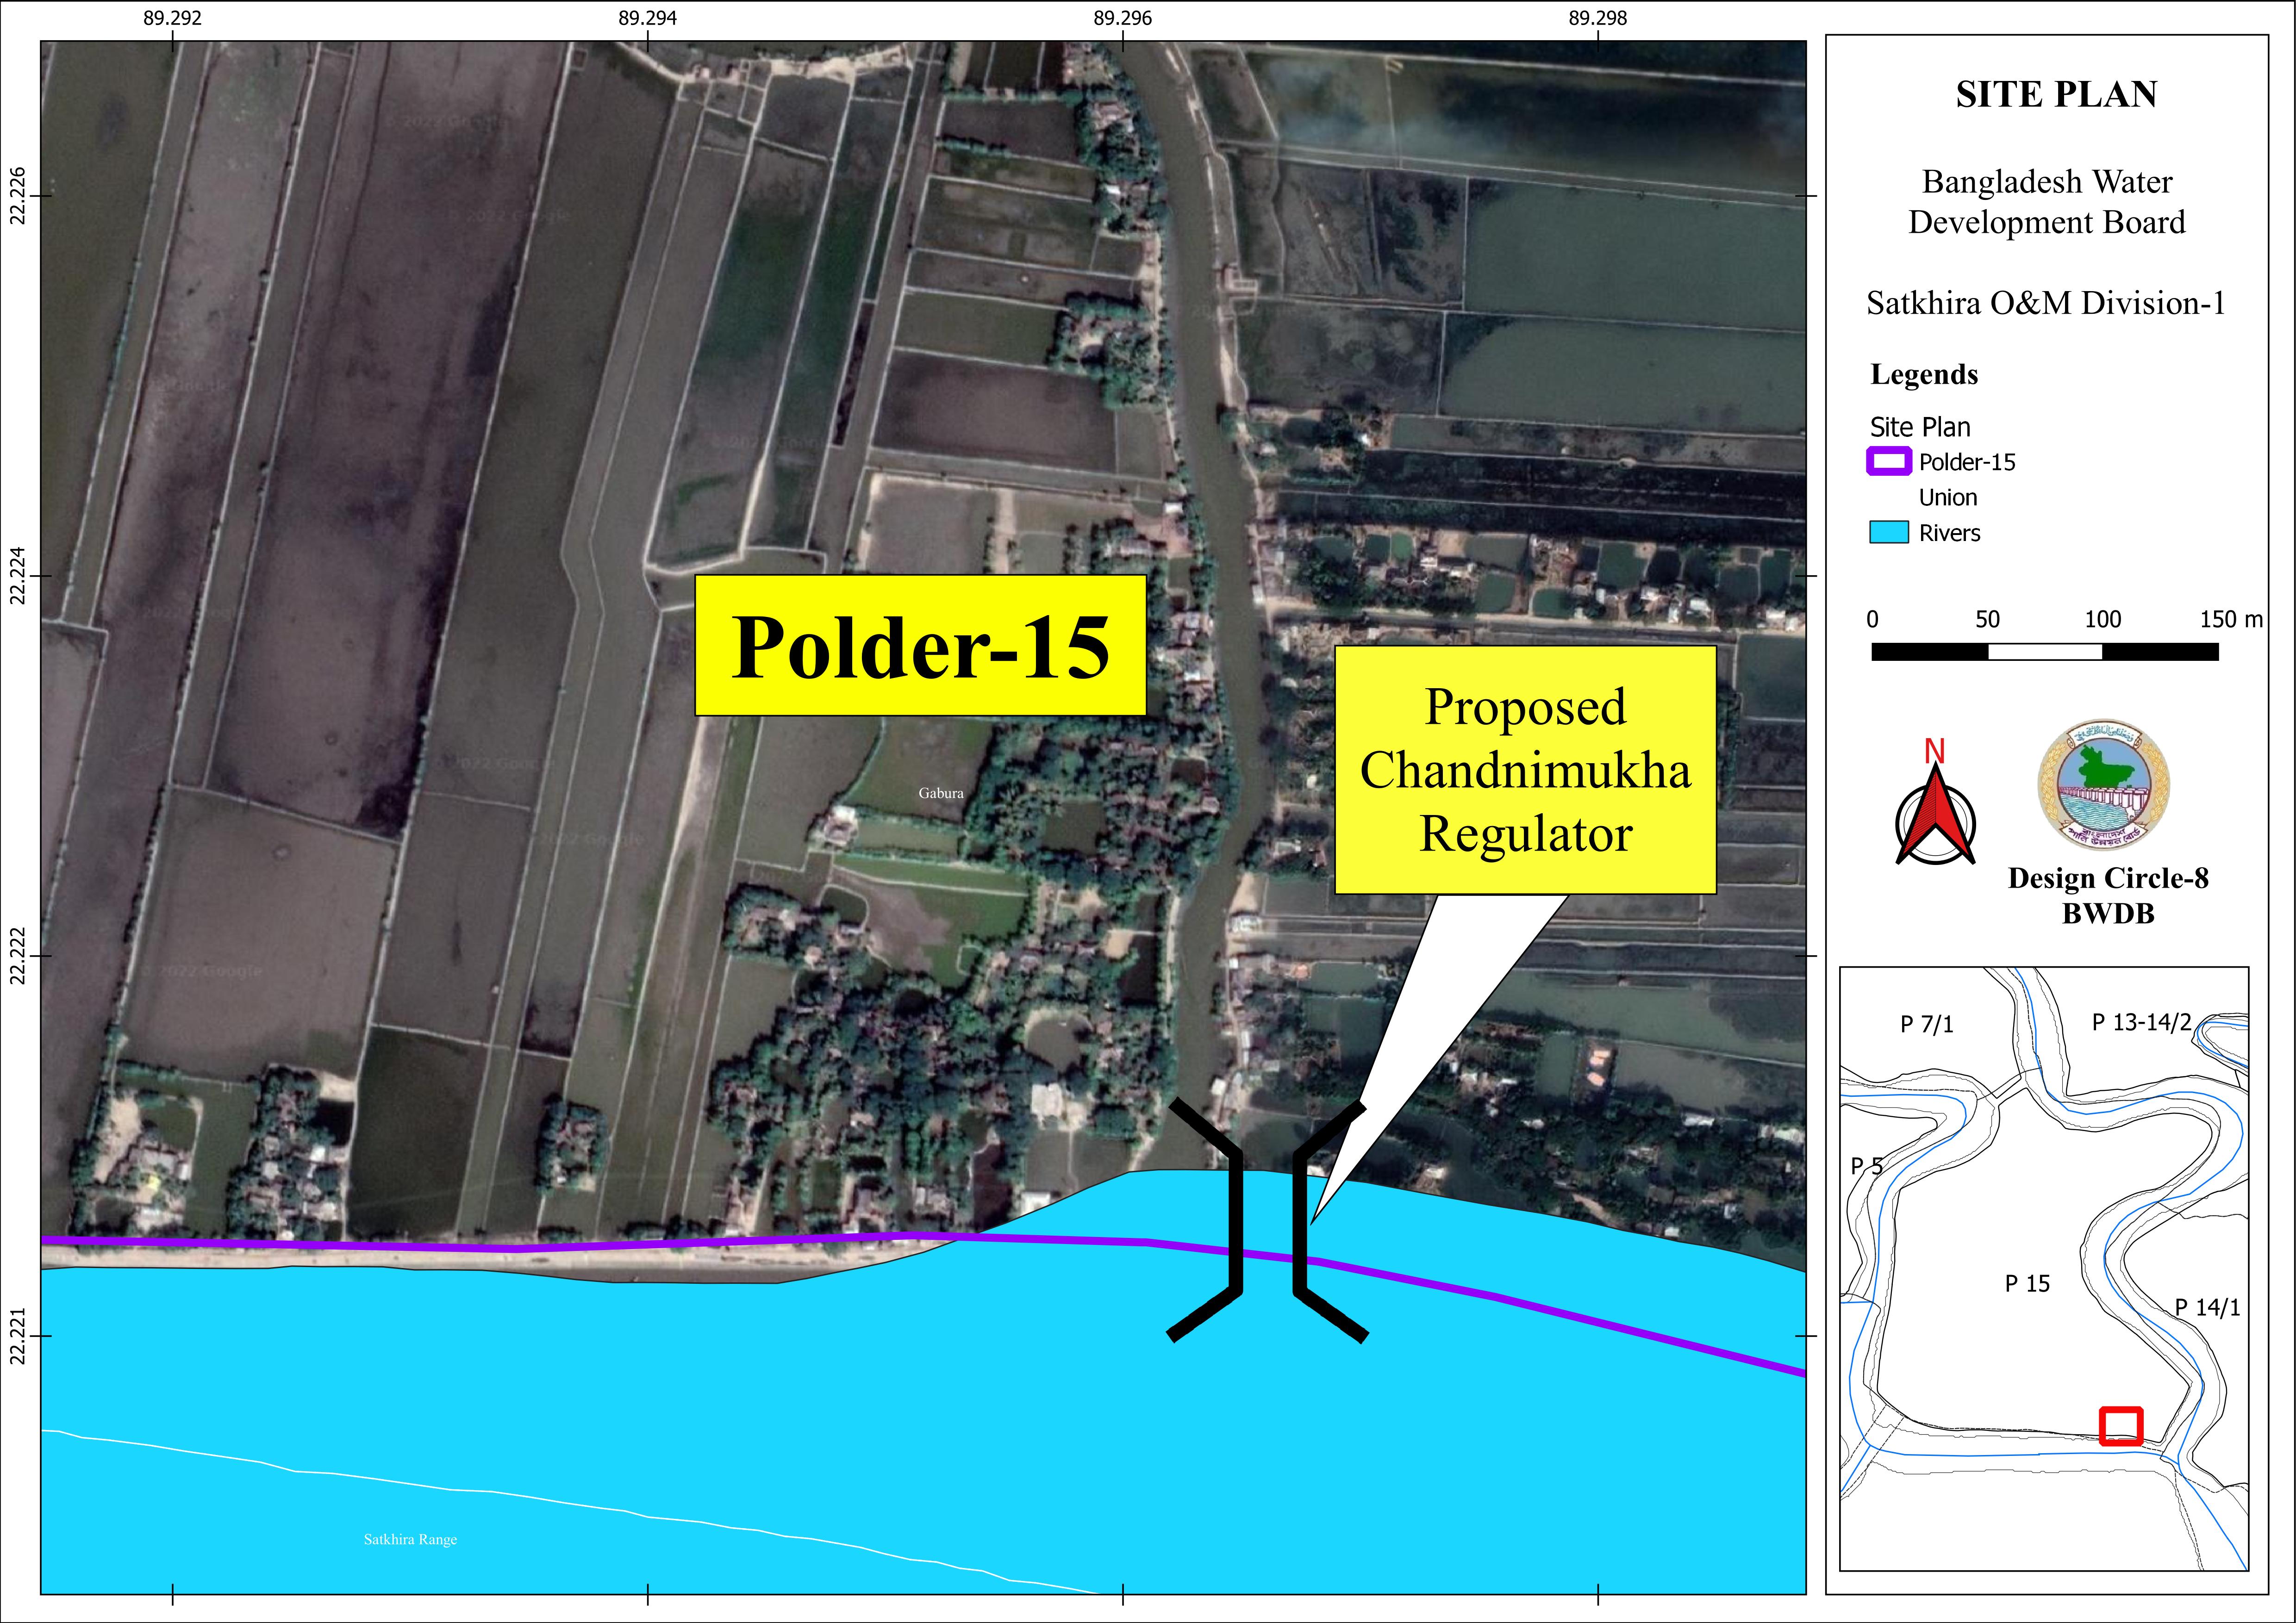 89.292
89.294
89.296
89.298
22.226
22.224
22.222
22.221
Polder-15
Proposed
Chandnimukha
Regulator
Gabura
Satkhira Range
© 2022 Google
SITE PLAN
Bangladesh Water
Development Board
Satkhira O&M Division-1
Legends
Site Plan
Polder-15
Union
Rivers
0 50 100 150 m
N
Design Circle-8
BWDB
P 7/1
P 13-14/2
P 5
P 15
P 14/1